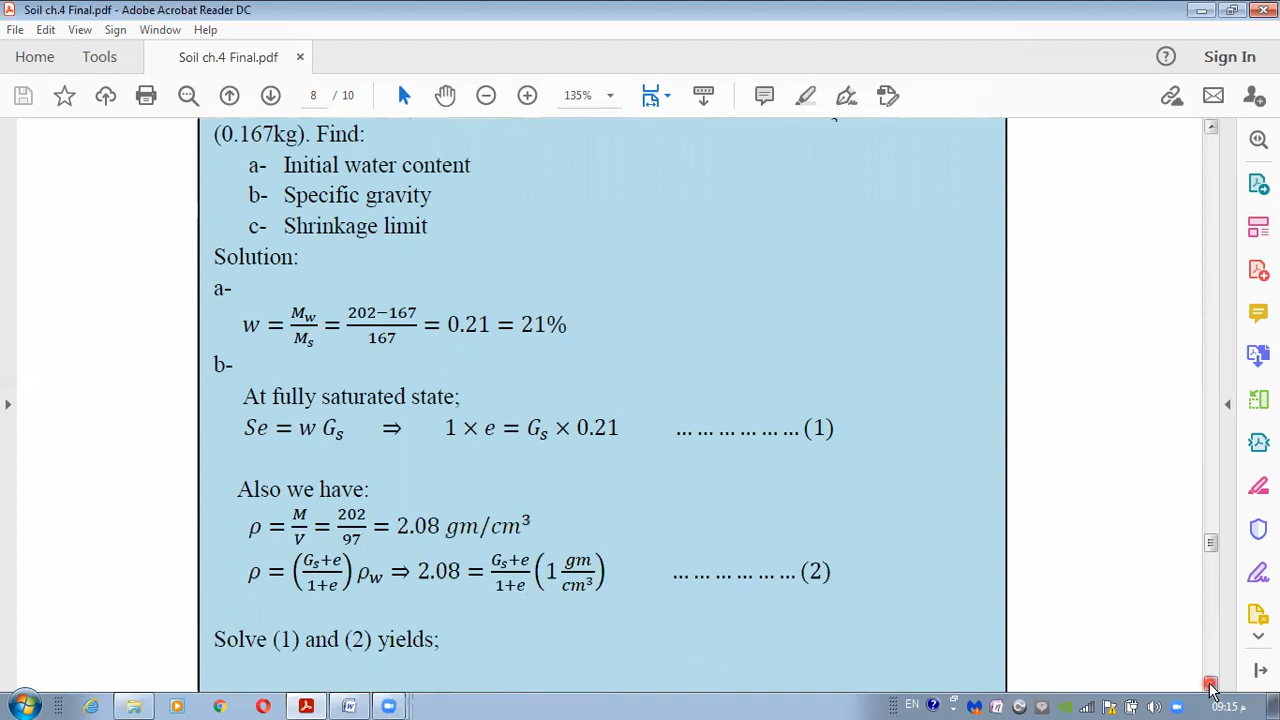 Soil ch.4 Final.pdf - Adobe Acrobat Reader DC
File Edit View Sign Window Help
Home Tools Soil ch.4 Final.pdf × Sign In
8 / 10 135%
(0.167kg). Find:
a- Initial water content
b- Specific gravity
c- Shrinkage limit
Solution:
a-
w = M_w/M_s = 202−167/167 = 0.21 = 21%
b-
At fully saturated state;
Se = w G_s ⇒ 1 × e = G_s × 0.21 … … … … … … (1)
Also we have:
ρ = M/V = 202/97 = 2.08 gm/cm³
ρ = (G_s+e/1+e) ρ_w ⇒ 2.08 = G_s+e/1+e (1 gm/cm³) … … … … … … (2)
Solve (1) and (2) yields;
EN 09:15 م